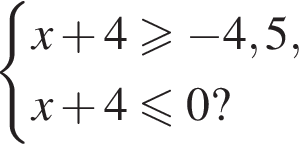 x + 4 ⩾ −4,5,
x + 4 ⩽ 0?